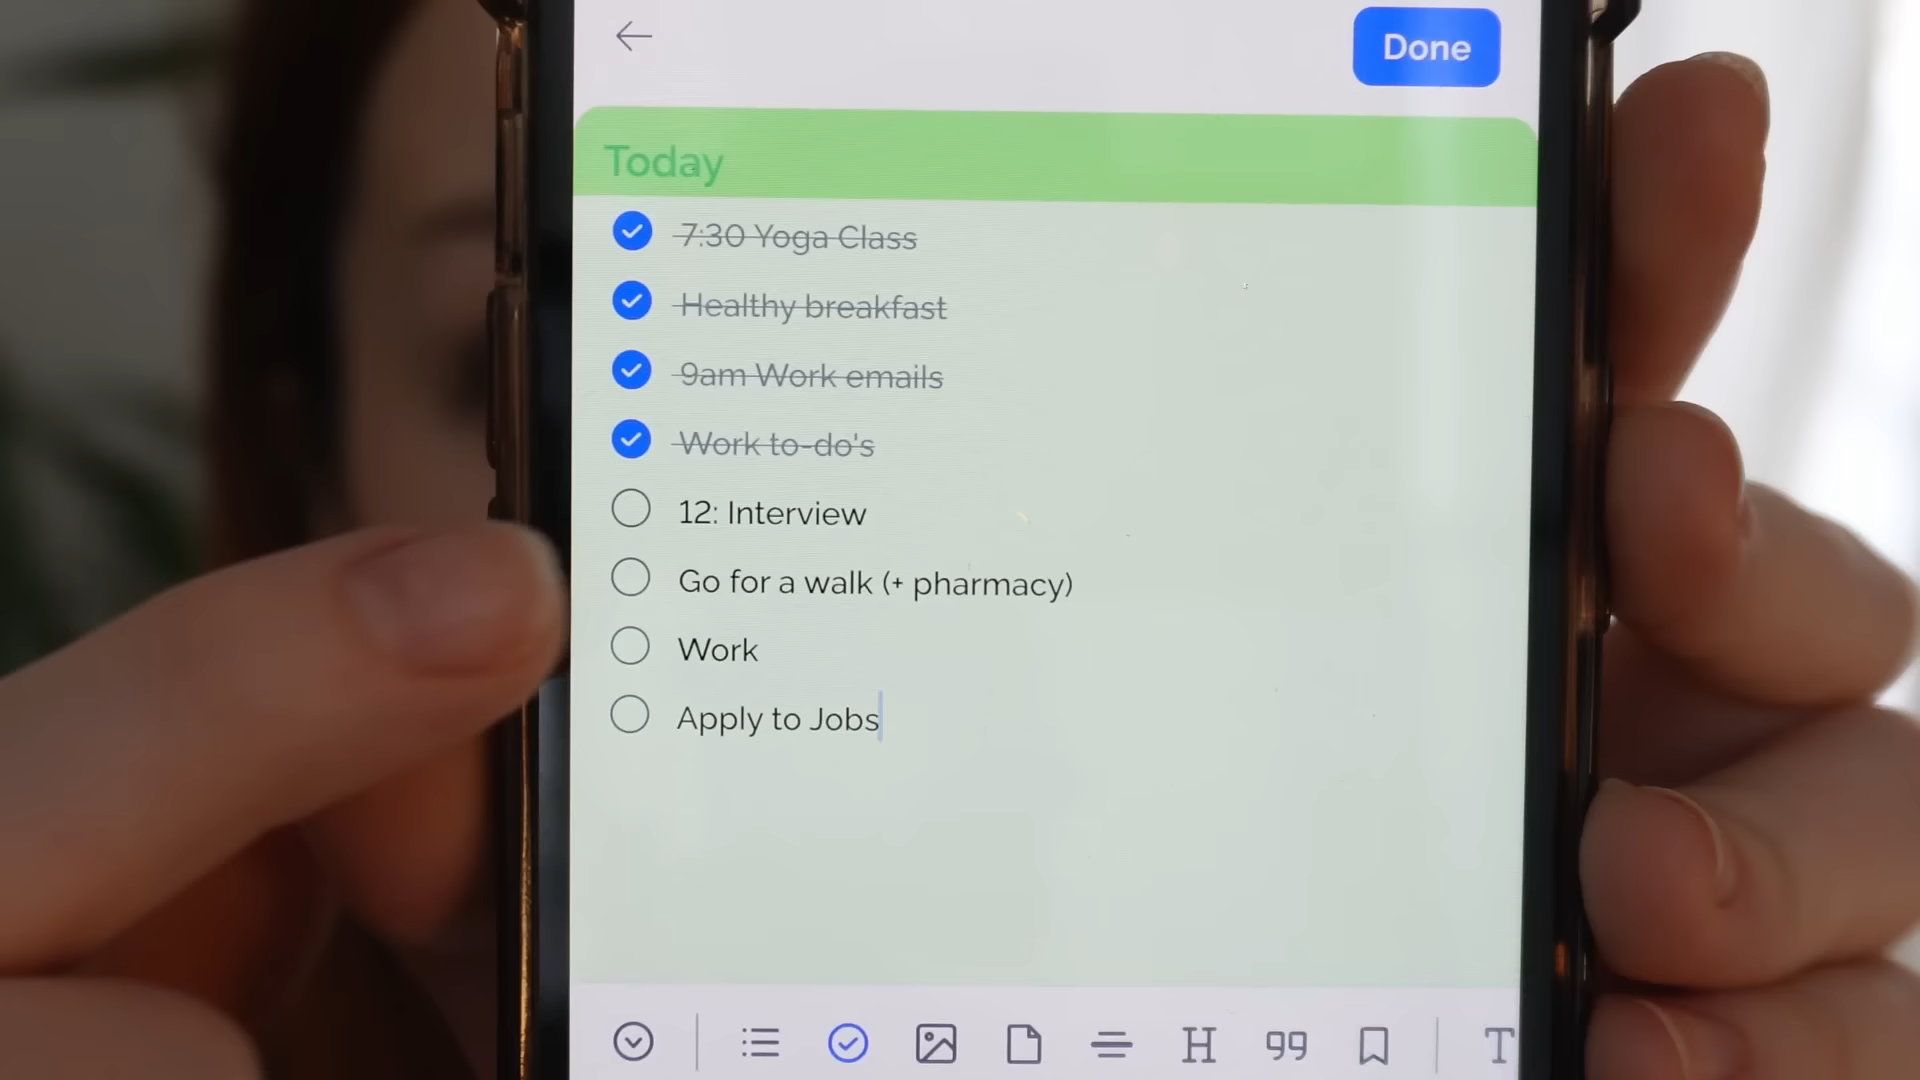 Done
Today
7:30 Yoga Class
Healthy breakfast
9am Work emails
Work to-do's
12: Interview
Go for a walk (+ pharmacy)
Work
Apply to Jobs
H
T